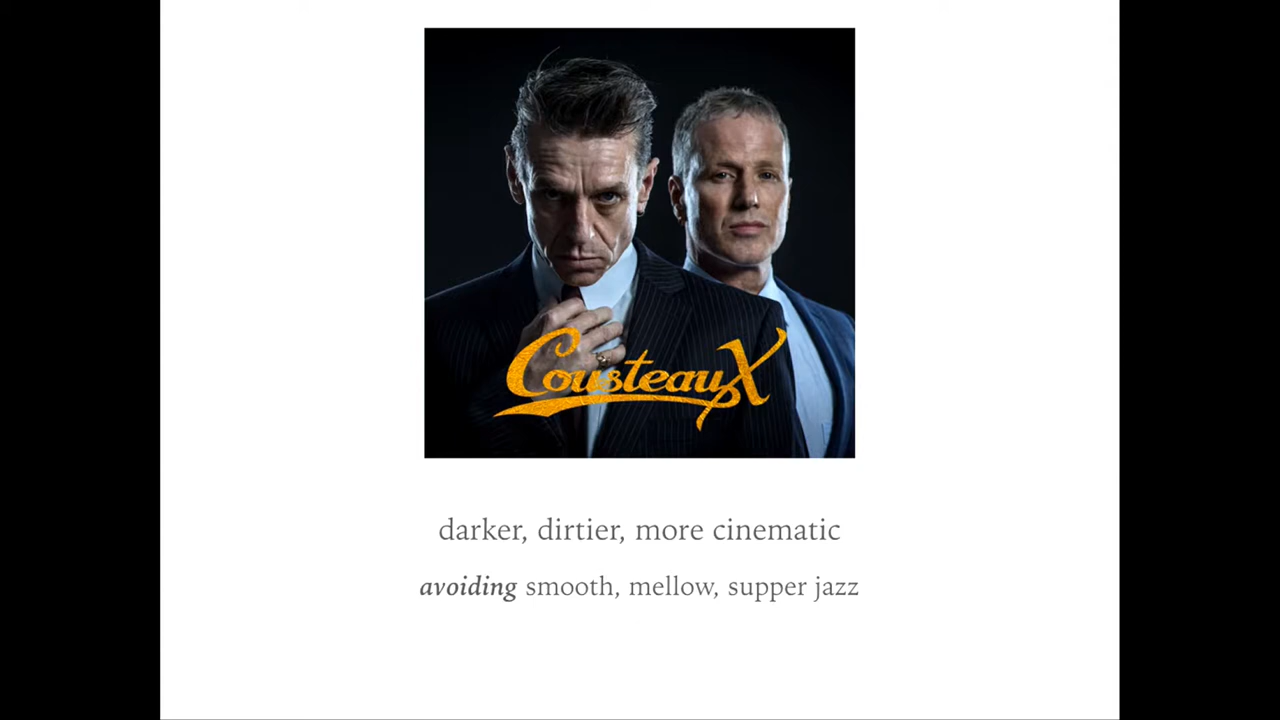 CousteauX
darker, dirtier, more cinematic
avoiding smooth, mellow, supper jazz